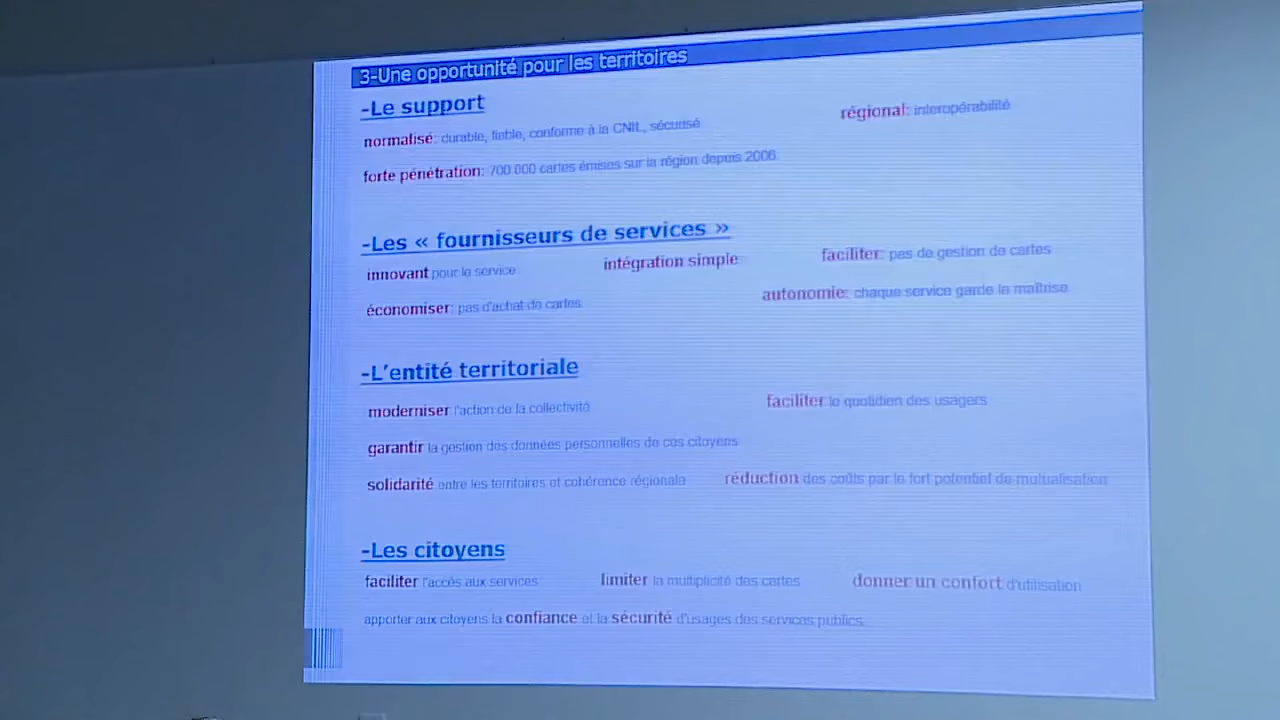 3-Une opportunité pour les territoires
-Le support
normalisé: durable, fiable, conforme à la CNIL, sécurisé
régional: interopérabilité
forte pénétration: 700 000 cartes émises sur la région depuis 2006.
-Les « fournisseurs de services »
innovant pour le service
intégration simple
faciliter: pas de gestion de cartes
économiser: pas d'achat de cartes
autonomie: chaque service garde la maîtrise
-L'entité territoriale
moderniser l'action de la collectivité
faciliter le quotidien des usagers
garantir la gestion des données personnelles de ces citoyens
solidarité entre les territoires et cohérence régionale
réduction des coûts par le fort potentiel de mutualisation
-Les citoyens
faciliter l'accès aux services
limiter la multiplicité des cartes
donner un confort d'utilisation
apporter aux citoyens la confiance et la sécurité d'usages des services publics